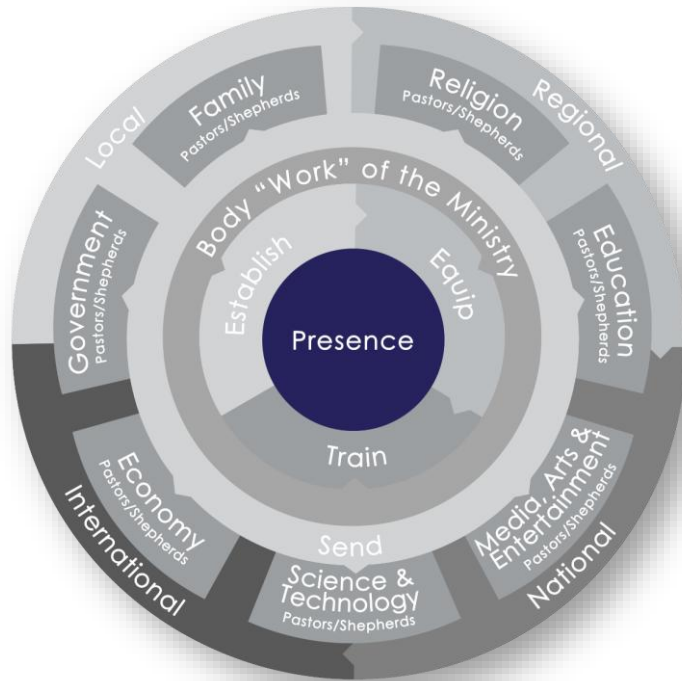 Local
Regional
National
International
Family
Pastors/Shepherds
Religion
Pastors/Shepherds
Education
Pastors/Shepherds
Media, Arts &
Entertainment
Pastors/Shepherds
Science &
Technology
Pastors/Shepherds
Economy
Pastors/Shepherds
Government
Pastors/Shepherds
Send
Body "Work" of the Ministry
Establish
Equip
Train
Presence